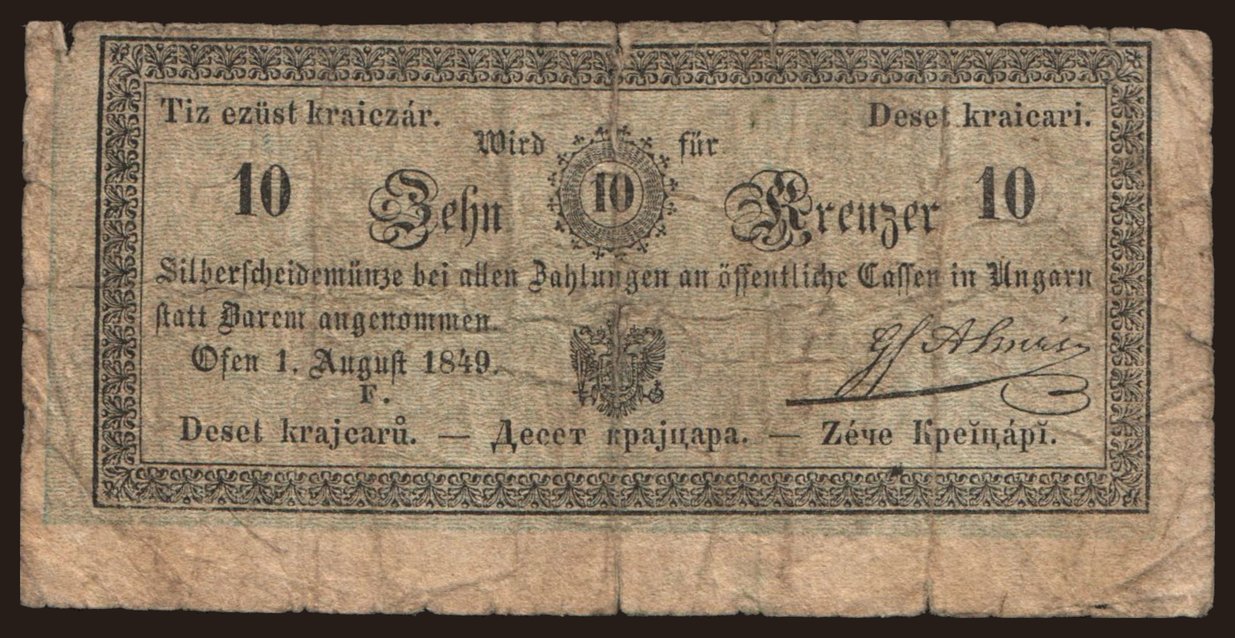 Tiz ezüst kraiczár.
Deset kraicari.
Wird für
10 Zehn 10 Kreuzer 10
Silberscheidemünze bei allen Zahlungen an öffentliche Cassen in Ungarn
statt Barem angenommen.
Ofen 1. August 1849.
F.
Deset krajcarů. — Десет крајцара. — Zéче Креĭцáрĭ.